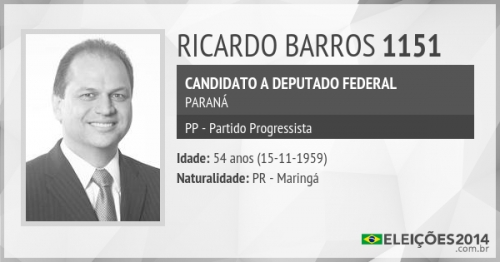 RICARDO BARROS 1151
CANDIDATO A DEPUTADO FEDERAL
PARANÁ
PP - Partido Progressista
Idade: 54 anos (15-11-1959)
Naturalidade: PR - Maringá
ELEIÇÕES2014
.com.br